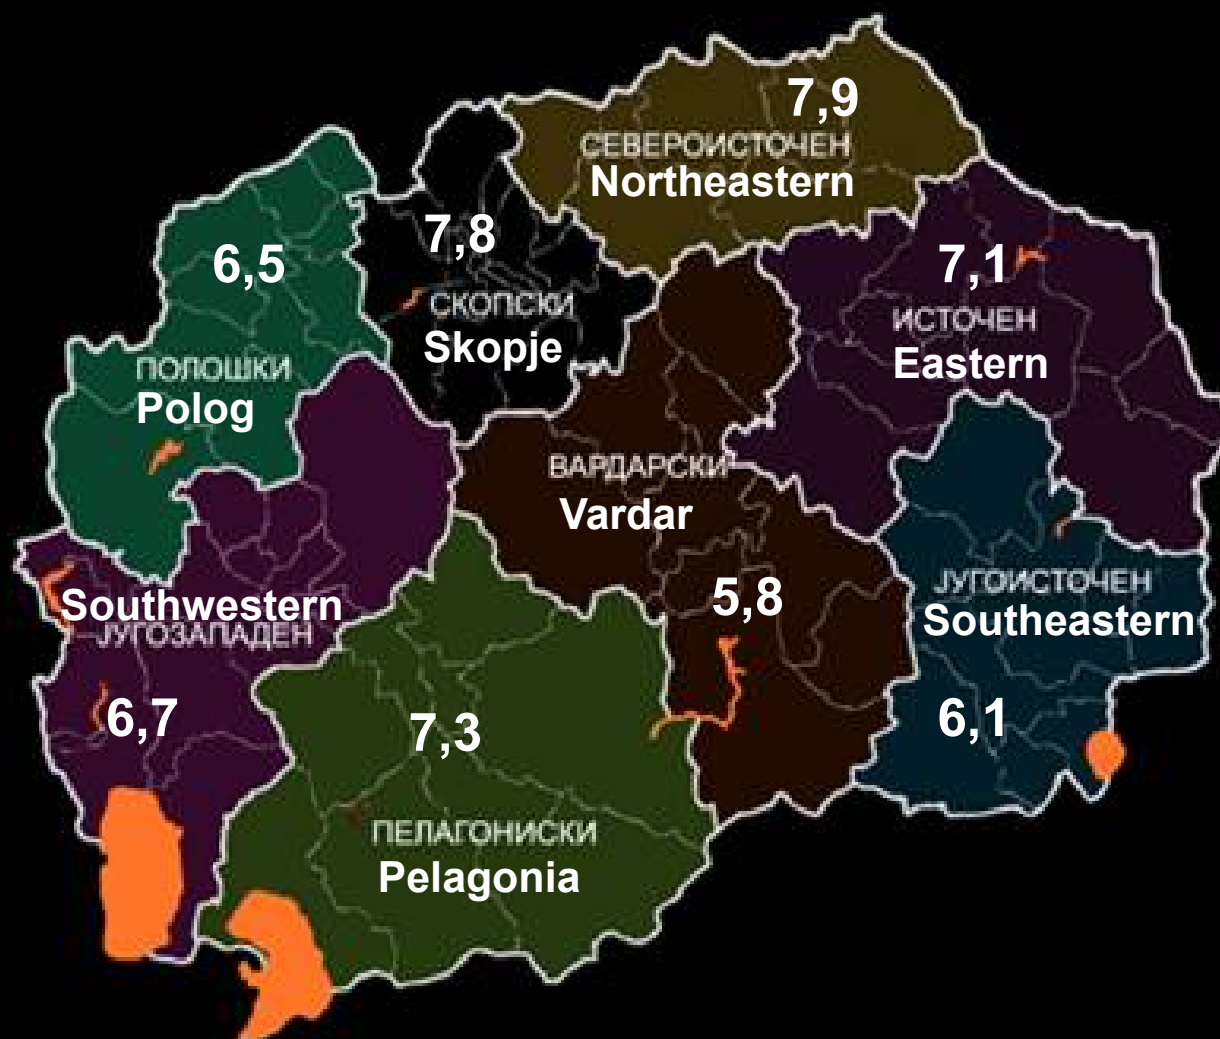 7,9
СЕВЕРОИСТОЧЕН
Northeastern
7,8
СКОПСКИ
Skopje
6,5
ПОЛОШКИ
Polog
7,1
ИСТОЧЕН
Eastern
ВАРДАРСКИ
Vardar
5,8
ЈУГОИСТОЧЕН
Southeastern
6,1
Southwestern
ЈУГОЗАПАДЕН
6,7
7,3
ПЕЛАГОНИСКИ
Pelagonia